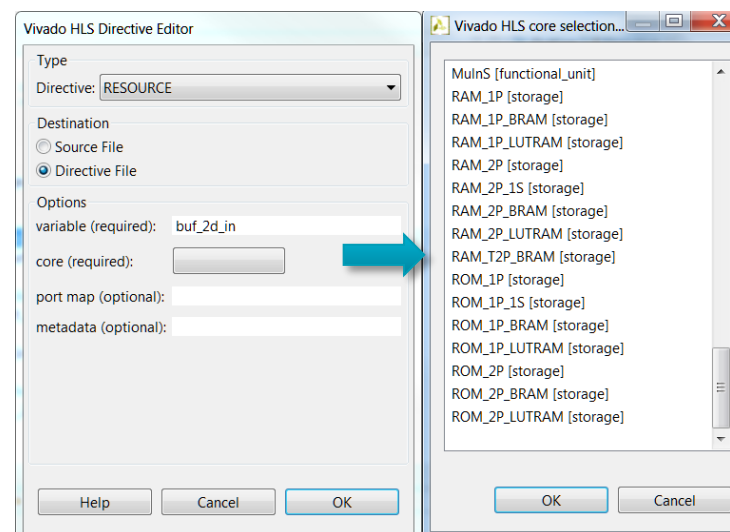 Vivado HLS Directive Editor
Type
Directive: RESOURCE
Destination
Source File
Directive File
Options
variable (required): buf_2d_in
core (required):
port map (optional):
metadata (optional):
Help Cancel OK
Vivado HLS core selection...
MulnS [functional_unit]
RAM_1P [storage]
RAM_1P_BRAM [storage]
RAM_1P_LUTRAM [storage]
RAM_2P [storage]
RAM_2P_1S [storage]
RAM_2P_BRAM [storage]
RAM_2P_LUTRAM [storage]
RAM_T2P_BRAM [storage]
ROM_1P [storage]
ROM_1P_1S [storage]
ROM_1P_BRAM [storage]
ROM_1P_LUTRAM [storage]
ROM_2P [storage]
ROM_2P_BRAM [storage]
ROM_2P_LUTRAM [storage]
OK Cancel